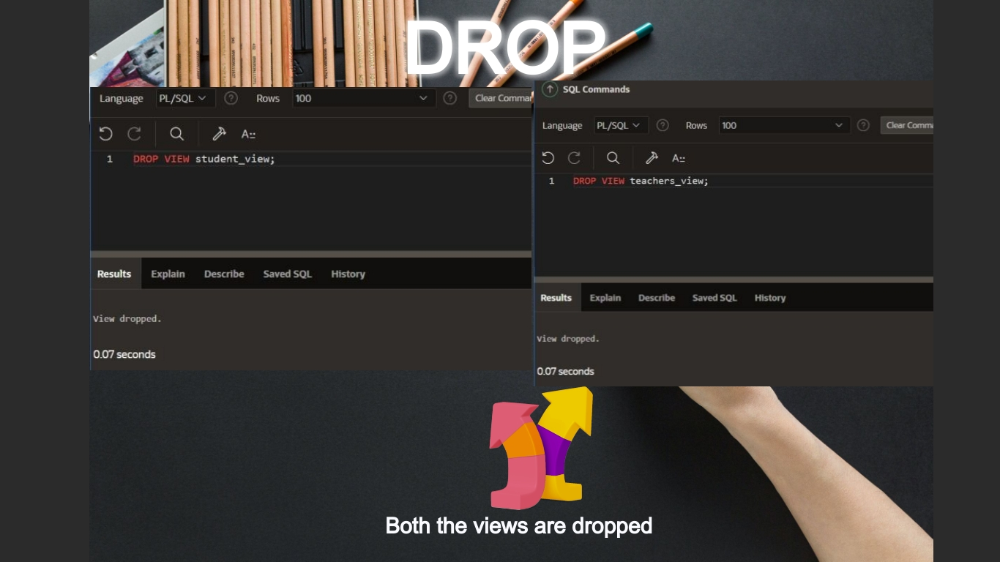 DROP
Language PL/SQL Rows 100 Clear Comma
A::
1 DROP VIEW student_view;
Results Explain Describe Saved SQL History
View dropped.
0.07 seconds
SQL Commands
Language PL/SQL Rows 100 Clear Comm
A::
1 DROP VIEW teachers_view;
Results Explain Describe Saved SQL History
View dropped.
0.07 seconds
Both the views are dropped